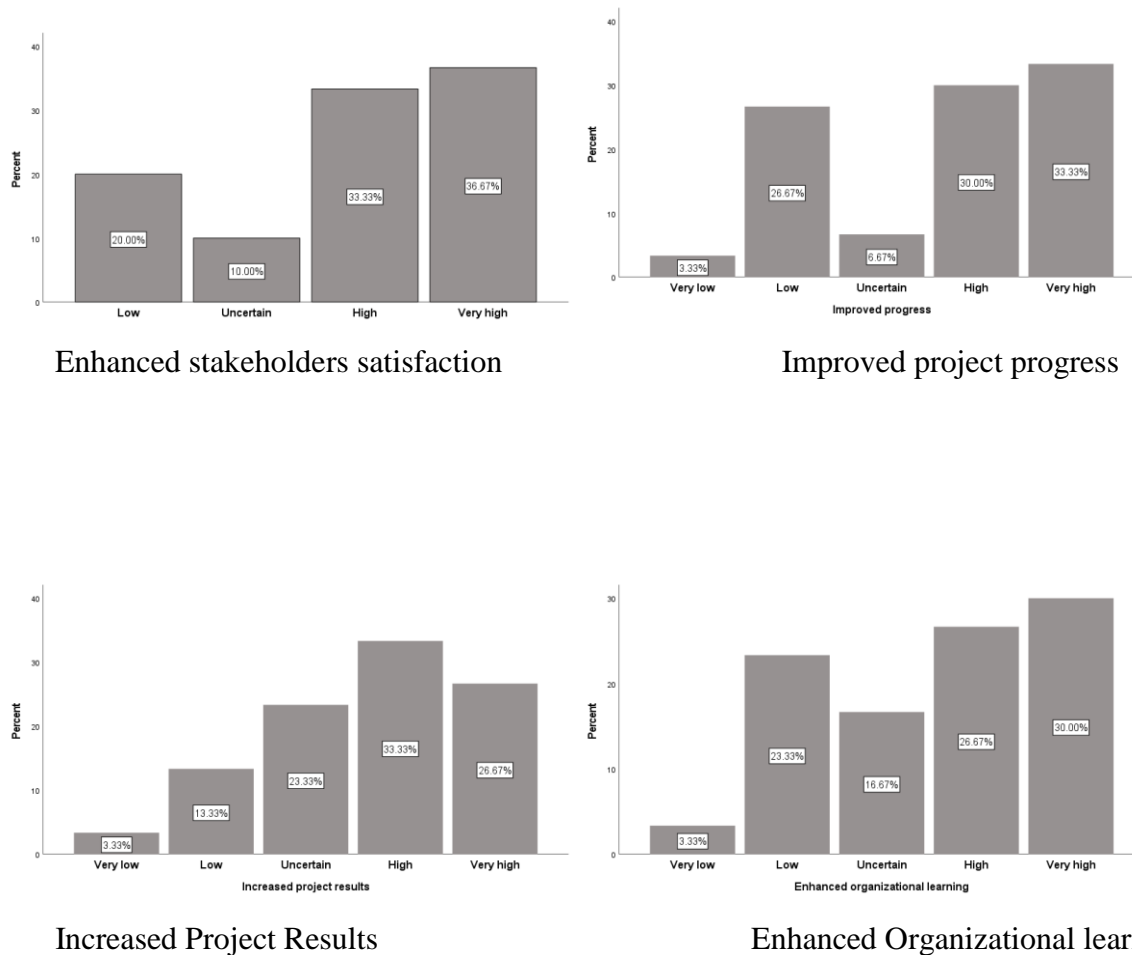 40
30
20
10
0
Percent
20.00%
10.00%
33.33%
36.67%
Low Uncertain High Very high
Enhanced stakeholders satisfaction
40
30
20
10
0
Percent
3.33%
26.67%
6.67%
30.00%
33.33%
Very low Low Uncertain High Very high
Improved progress
Improved project progress
40
30
20
10
0
Percent
3.33%
13.33%
23.33%
33.33%
26.67%
Very low Low Uncertain High Very high
Increased project results
Increased Project Results
30
20
10
0
Percent
3.33%
23.33%
16.67%
26.67%
30.00%
Very low Low Uncertain High Very high
Enhanced organizational learning
Enhanced Organizational lear